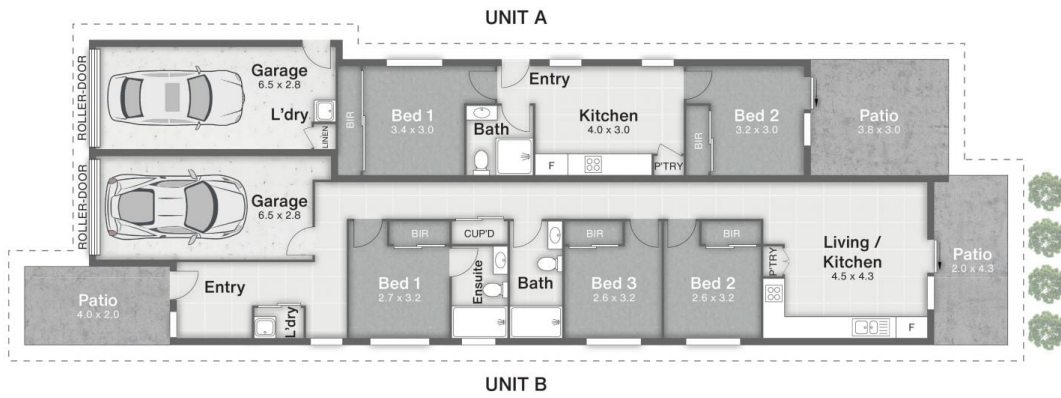 UNIT A
ROLLER-DOOR
Garage
6.5 x 2.8
L'dry
LINEN
BIR
Bed 1
3.4 x 3.0
Entry
Bath
Kitchen
4.0 x 3.0
F
P'TRY
BIR
Bed 2
3.2 x 3.0
Patio
3.8 x 3.0
ROLLER-DOOR
Garage
6.5 x 2.8
Patio
4.0 x 2.0
Entry
L'dry
BIR
Bed 1
2.7 x 3.2
CUP'D
Ensuite
Bath
BIR
Bed 3
2.6 x 3.2
BIR
Bed 2
2.6 x 3.2
P'TRY
Living /
Kitchen
4.5 x 4.3
F
Patio
2.0 x 4.3
UNIT B